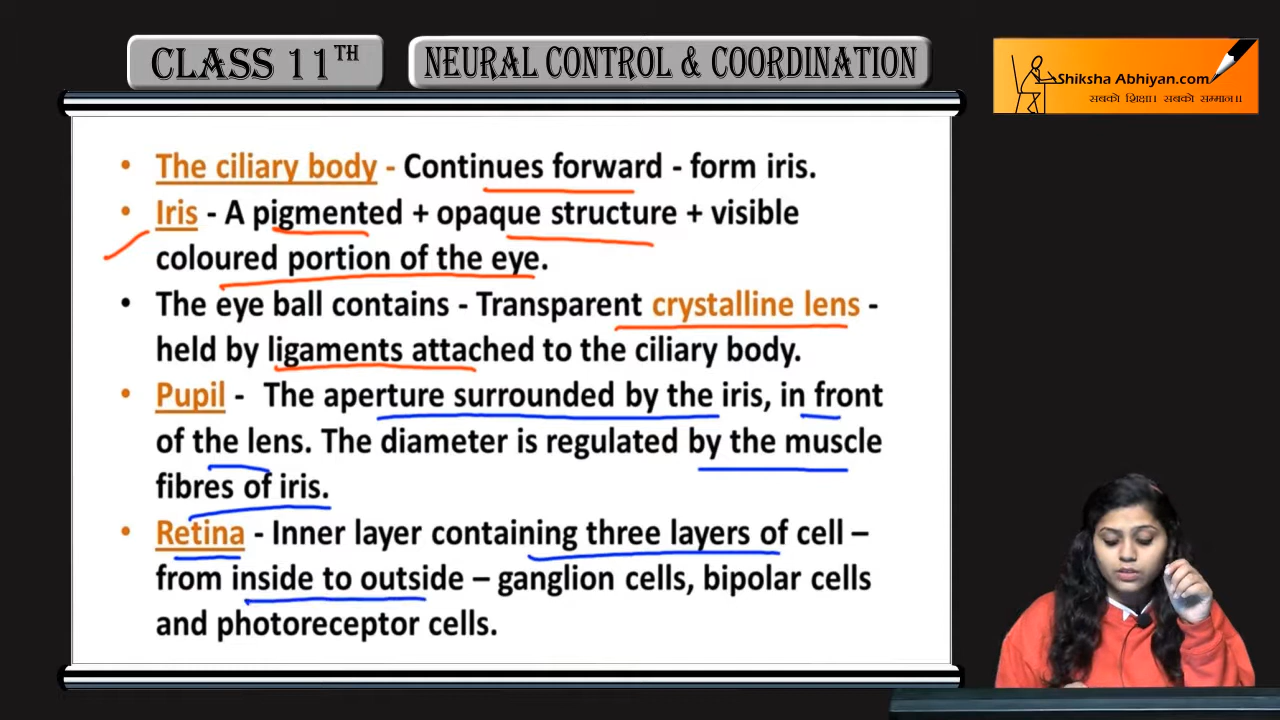 CLASS 11TH
NEURAL CONTROL & COORDINATION
Shiksha Abhiyan.com
सबको शिक्षा। सबको सम्मान।।
• The ciliary body - Continues forward - form iris.
• Iris - A pigmented + opaque structure + visible
coloured portion of the eye.
• The eye ball contains - Transparent crystalline lens -
held by ligaments attached to the ciliary body.
• Pupil - The aperture surrounded by the iris, in front
of the lens. The diameter is regulated by the muscle
fibres of iris.
• Retina - Inner layer containing three layers of cell –
from inside to outside – ganglion cells, bipolar cells
and photoreceptor cells.